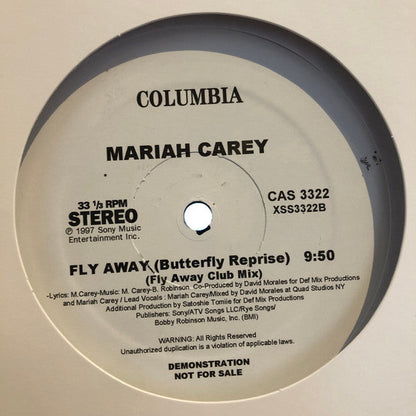 COLUMBIA
MARIAH CAREY
33 1/3 RPM
STEREO
℗ 1997 Sony Music
Entertainment Inc.
CAS 3322
XSS3322B
FLY AWAY (Butterfly Reprise) 9:50
(Fly Away Club Mix)
-Lyrics: M.Carey-Music: M. Carey-B. Robinson Co-Produced by David Morales for Def Mix Productions
and Mariah Carey / Lead Vocals : Mariah Carey/Mixed by David Morales at Quad Studios NY
Additional Production by Satoshie Tomiie for Def Mix Productions
Publishers: Sony/ATV Songs LLC/Rye Songs/
Bobby Robinson Music, Inc. (BMI)
WARNING: All Rights Reserved
Unauthorized duplication is a violation of applicable laws.
DEMONSTRATION
NOT FOR SALE